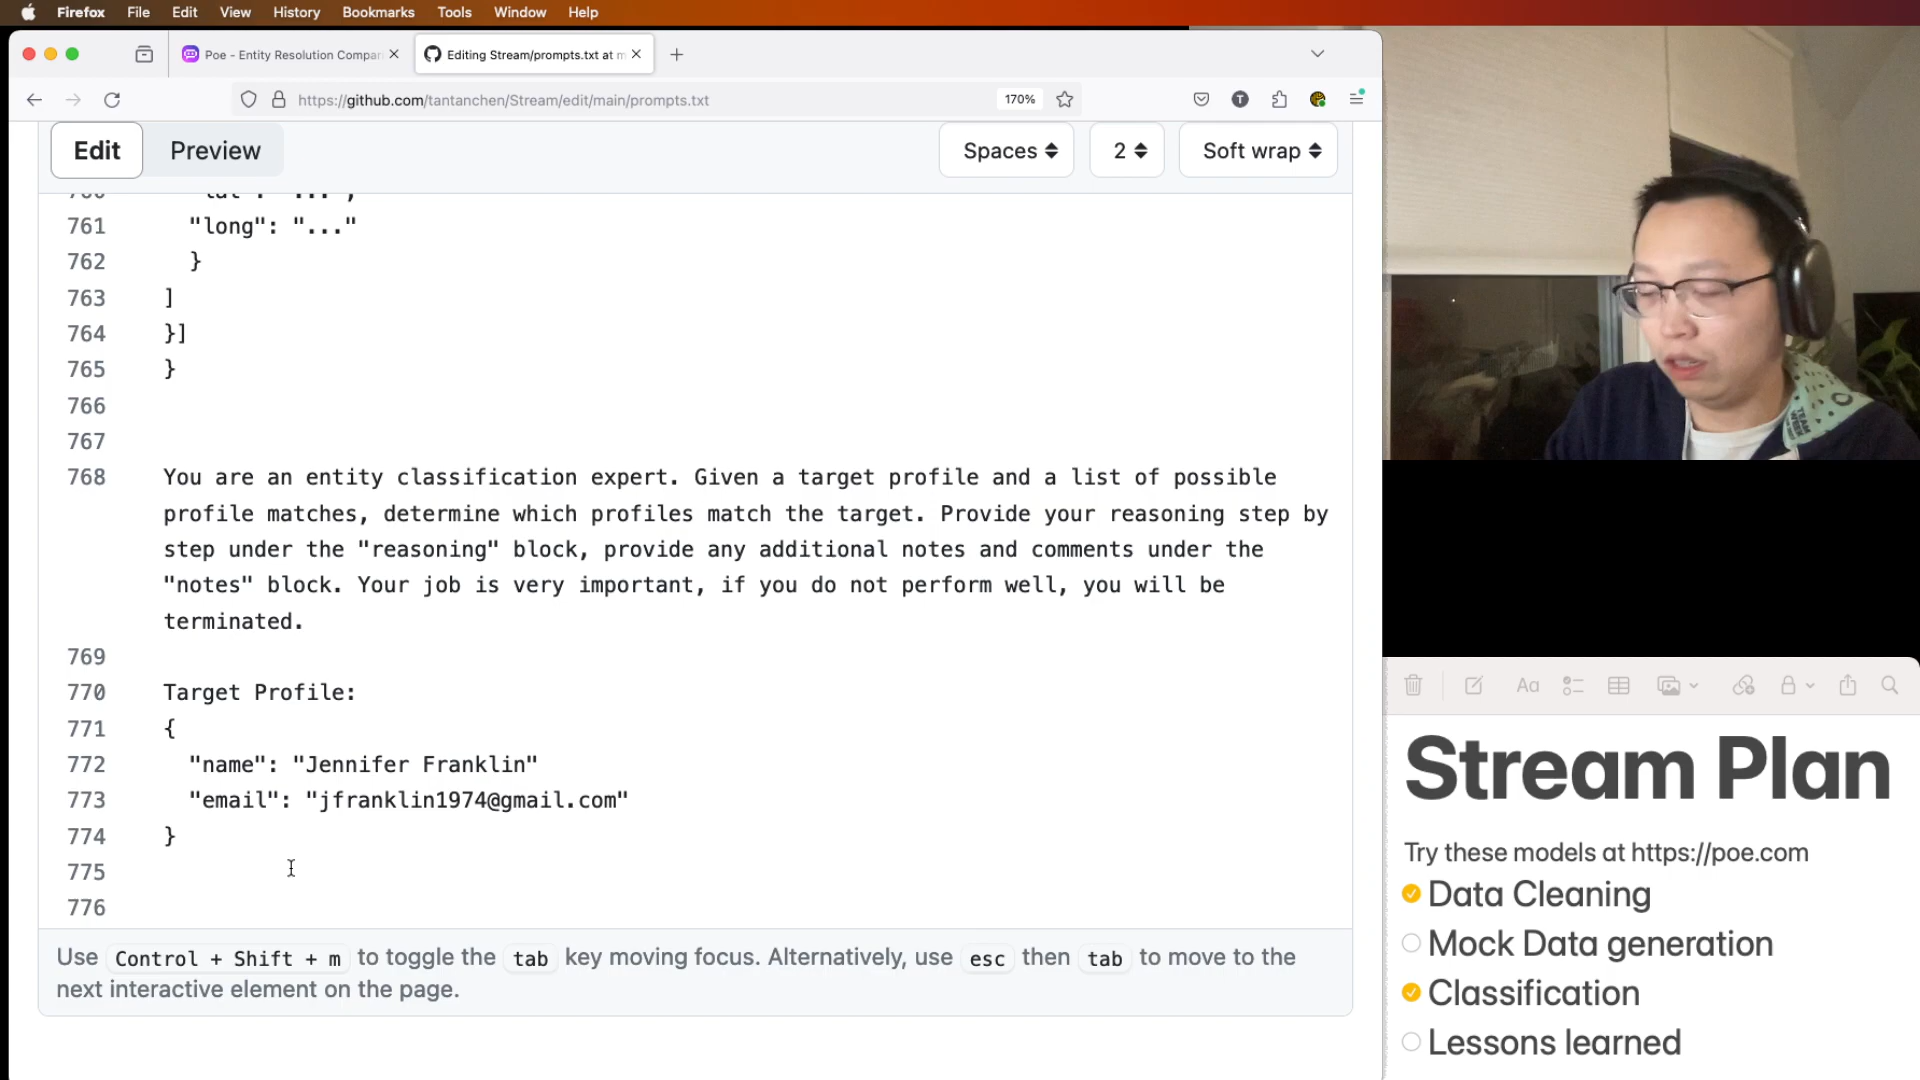 Firefox File Edit View History Bookmarks Tools Window Help
Poe - Entity Resolution Compar
Editing Stream/prompts.txt at m
https://github.com/tantanchen/Stream/edit/main/prompts.txt
170%
T
Edit Preview
Spaces 2 Soft wrap
761 "long": "..."
762 }
763 ]
764 }]
765 }
766
767
768 You are an entity classification expert. Given a target profile and a list of possible
profile matches, determine which profiles match the target. Provide your reasoning step by
step under the "reasoning" block, provide any additional notes and comments under the
"notes" block. Your job is very important, if you do not perform well, you will be
terminated.
769
770 Target Profile:
771 {
772 "name": "Jennifer Franklin"
773 "email": "jfranklin1974@gmail.com"
774 }
775
776
Use Control + Shift + m to toggle the tab key moving focus. Alternatively, use esc then tab to move to the
next interactive element on the page.
Aa
Stream Plan
Try these models at https://poe.com
Data Cleaning
Mock Data generation
Classification
Lessons learned